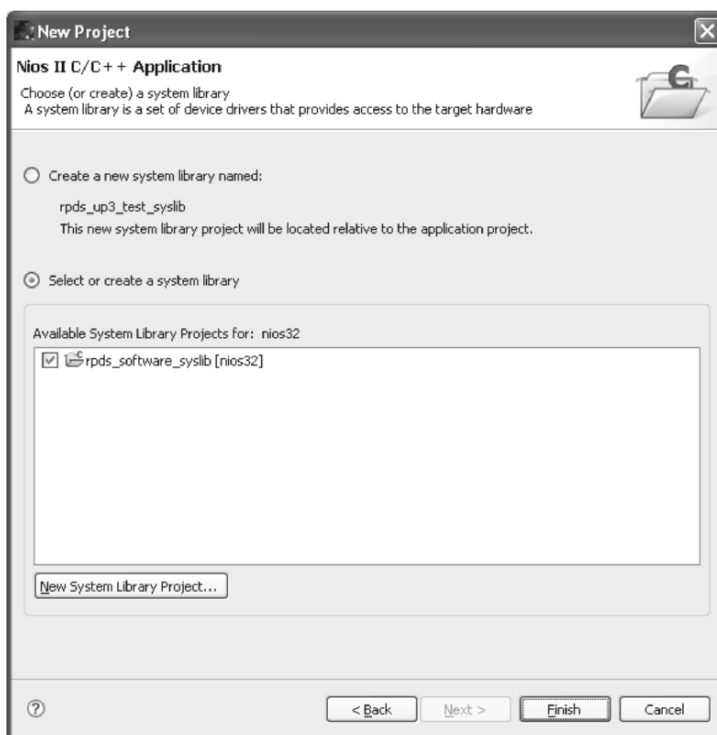 New Project
Nios II C/C++ Application
Choose (or create) a system library
A system library is a set of device drivers that provides access to the target hardware
Create a new system library named:
rpds_up3_test_syslib
This new system library project will be located relative to the application project.
Select or create a system library
Available System Library Projects for: nios32
rpds_software_syslib [nios32]
New System Library Project...
< Back Next > Finish Cancel